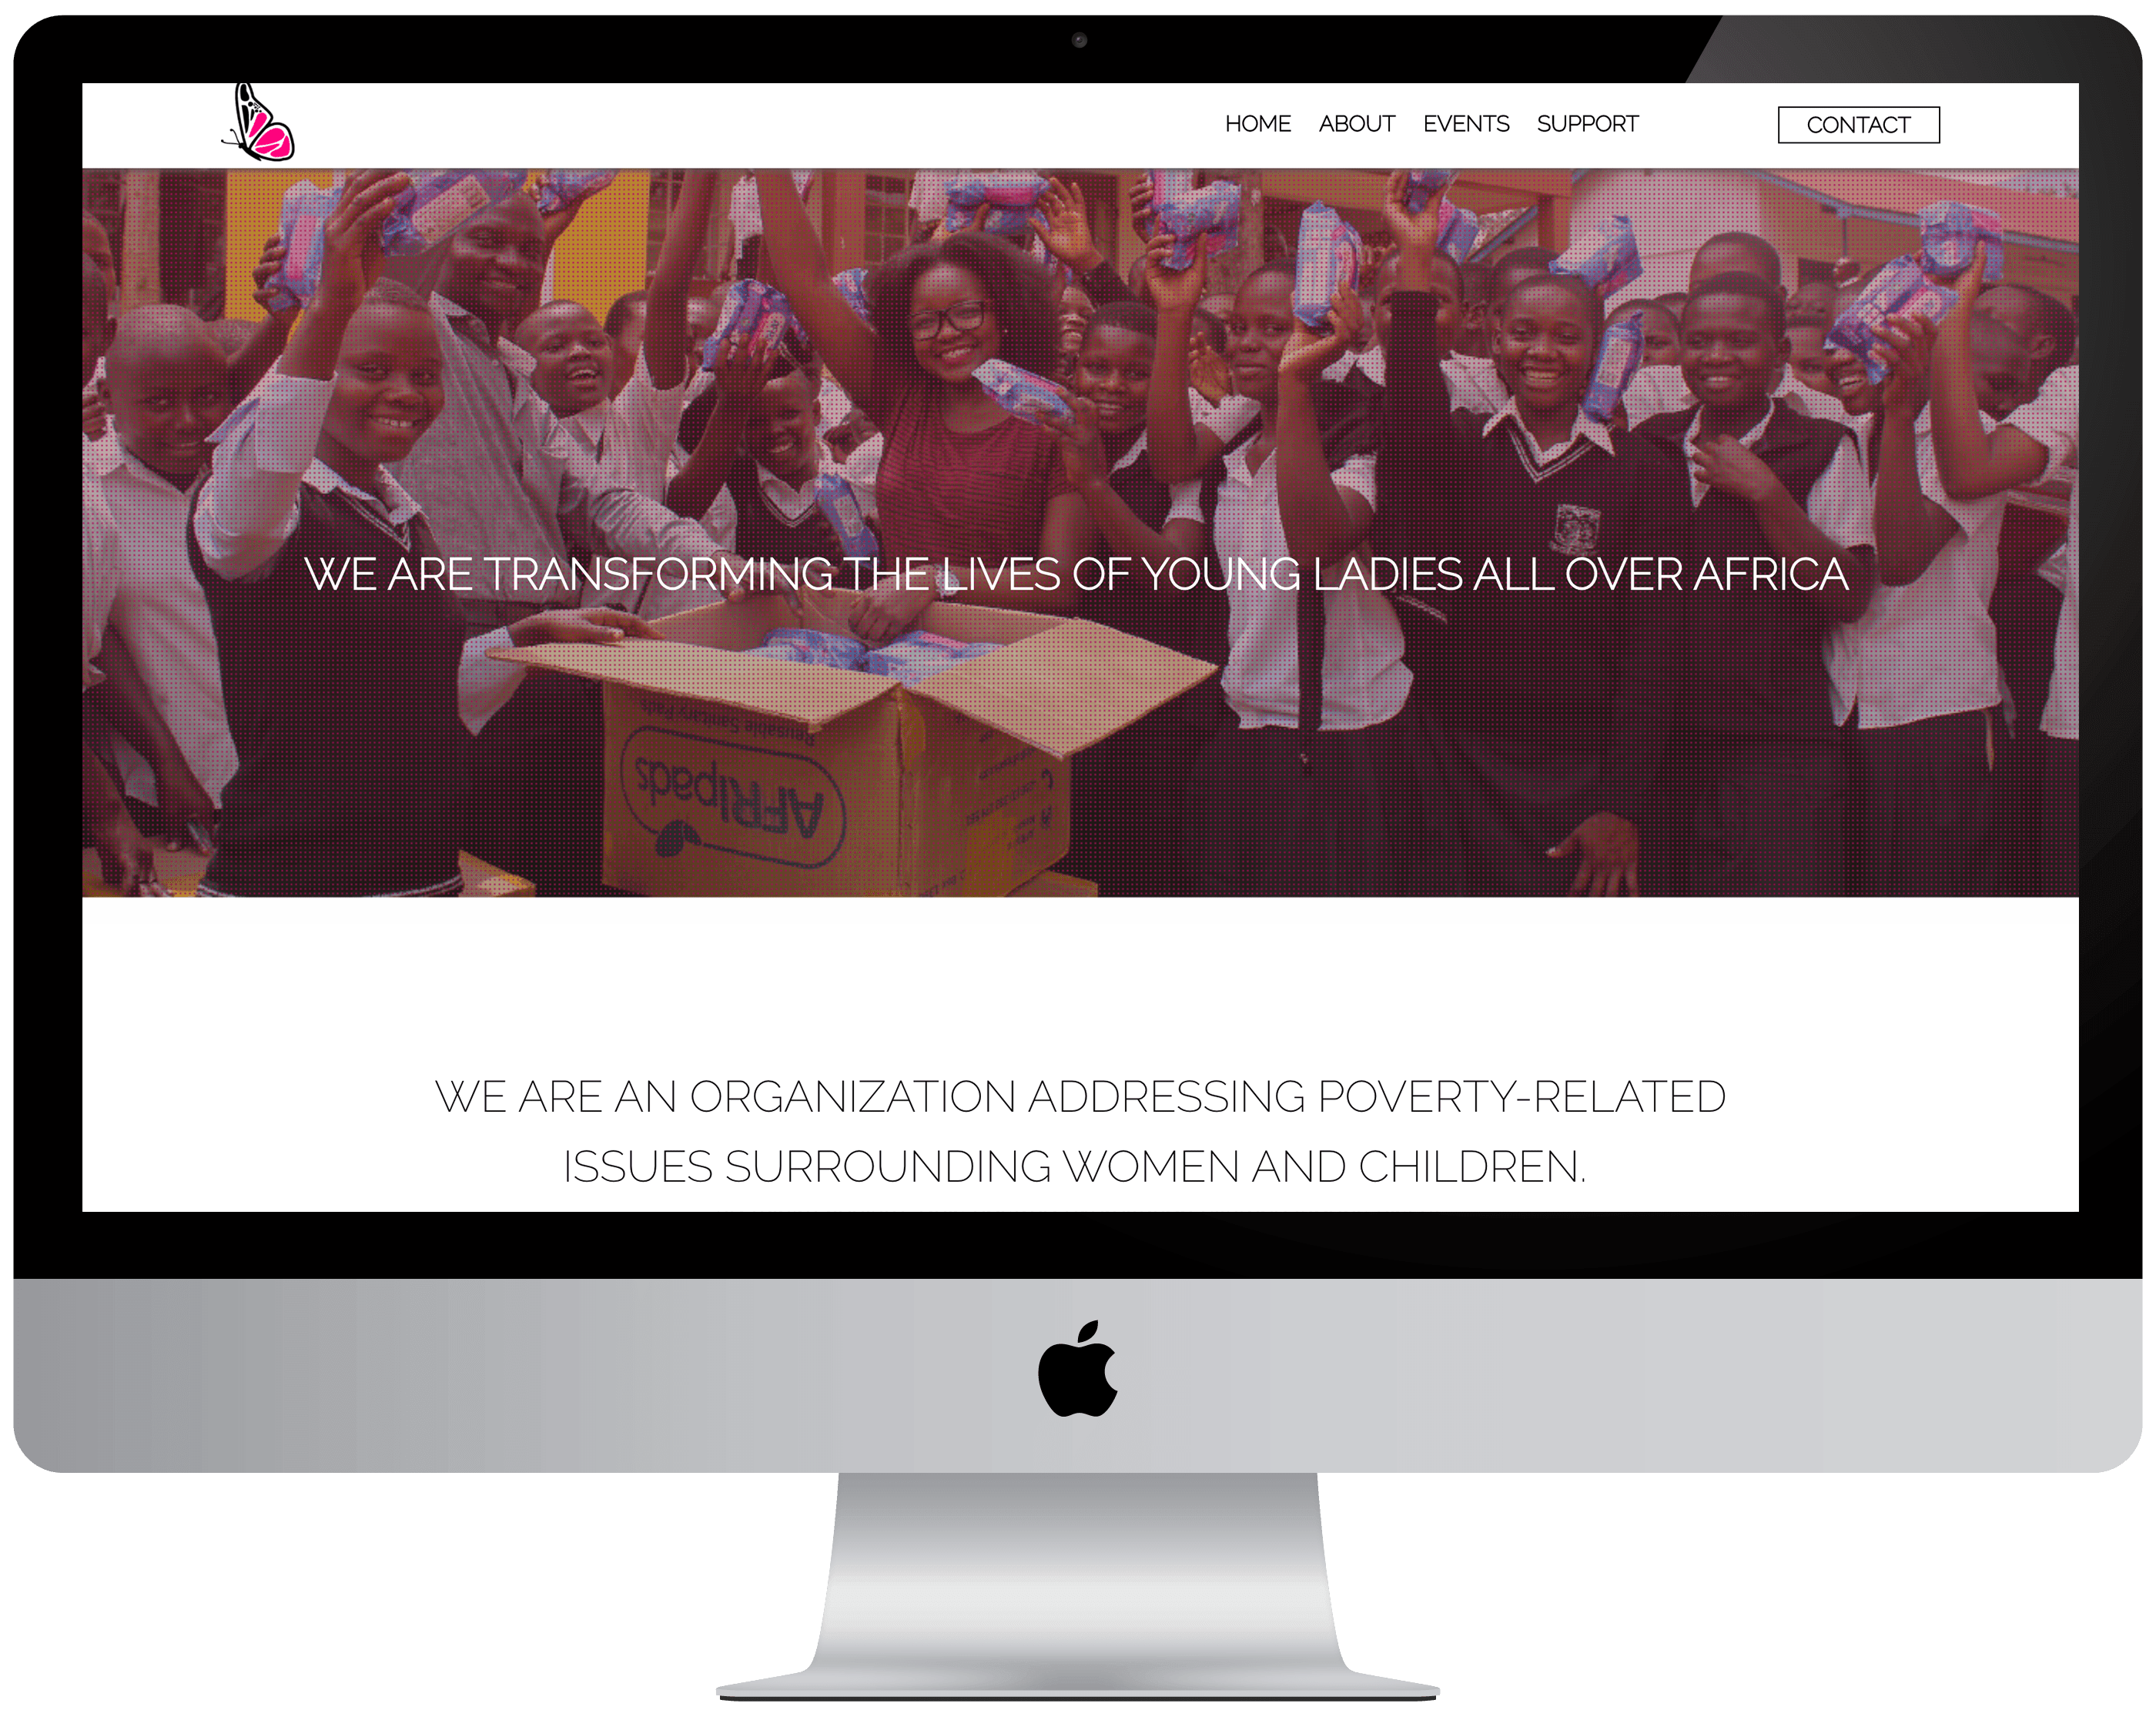 HOME ABOUT EVENTS SUPPORT CONTACT
WE ARE TRANSFORMING THE LIVES OF YOUNG LADIES ALL OVER AFRICA
Reusable Sanitary Pads
AFRIpads
WE ARE AN ORGANIZATION ADDRESSING POVERTY-RELATED
ISSUES SURROUNDING WOMEN AND CHILDREN.